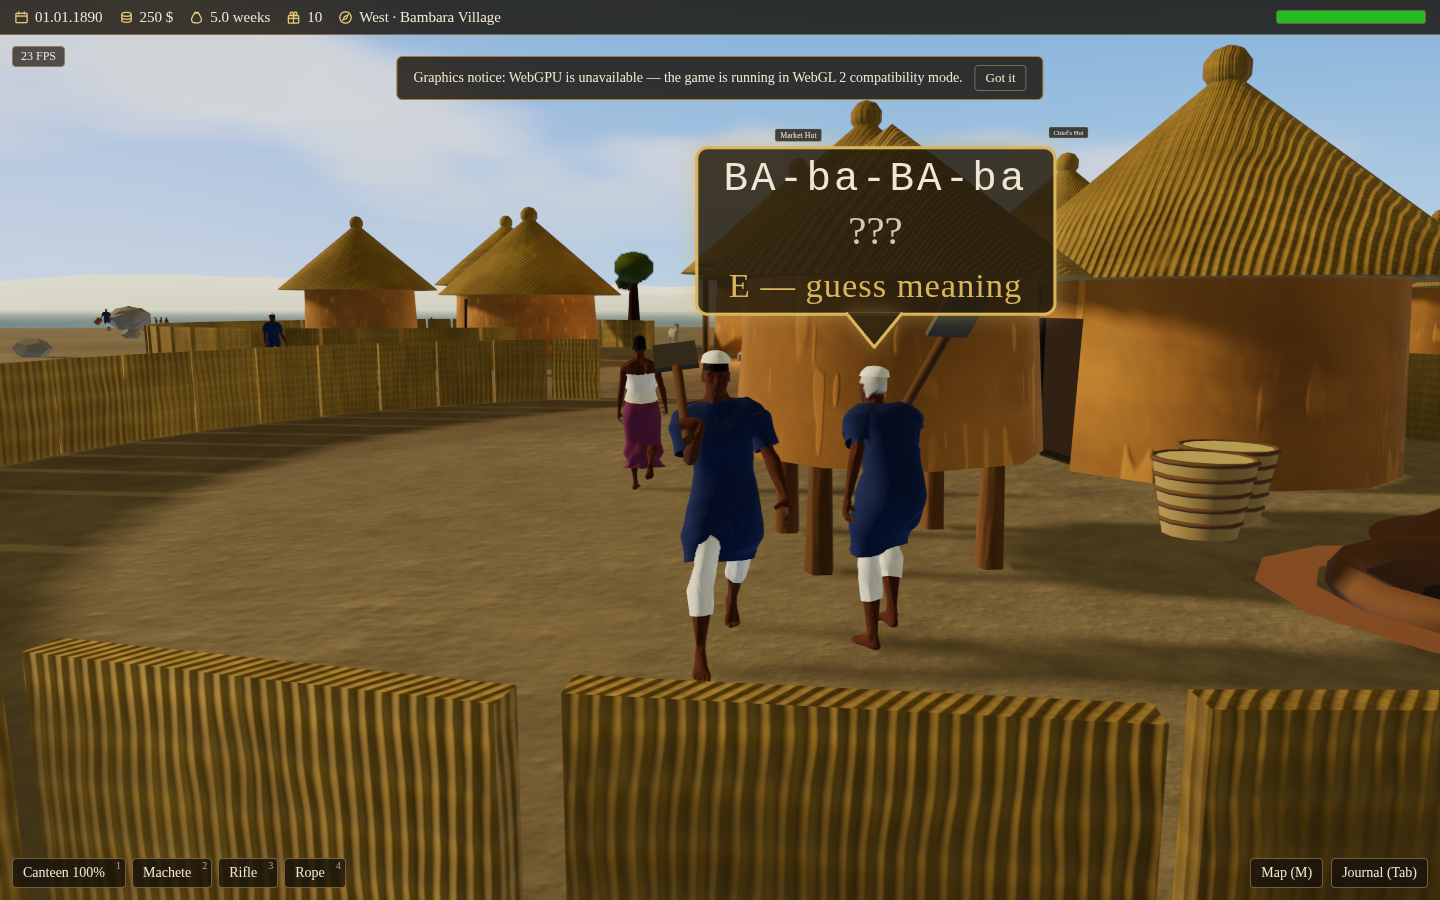 01.01.1890 250 $ 5.0 weeks 10 West · Bambara Village
23 FPS
Graphics notice: WebGPU is unavailable — the game is running in WebGL 2 compatibility mode. Got it
Market Hut
Chief's Hut
BA-ba-BA-ba
???
E — guess meaning
Canteen 100% 1 Machete 2 Rifle 3 Rope 4
Map (M) Journal (Tab)